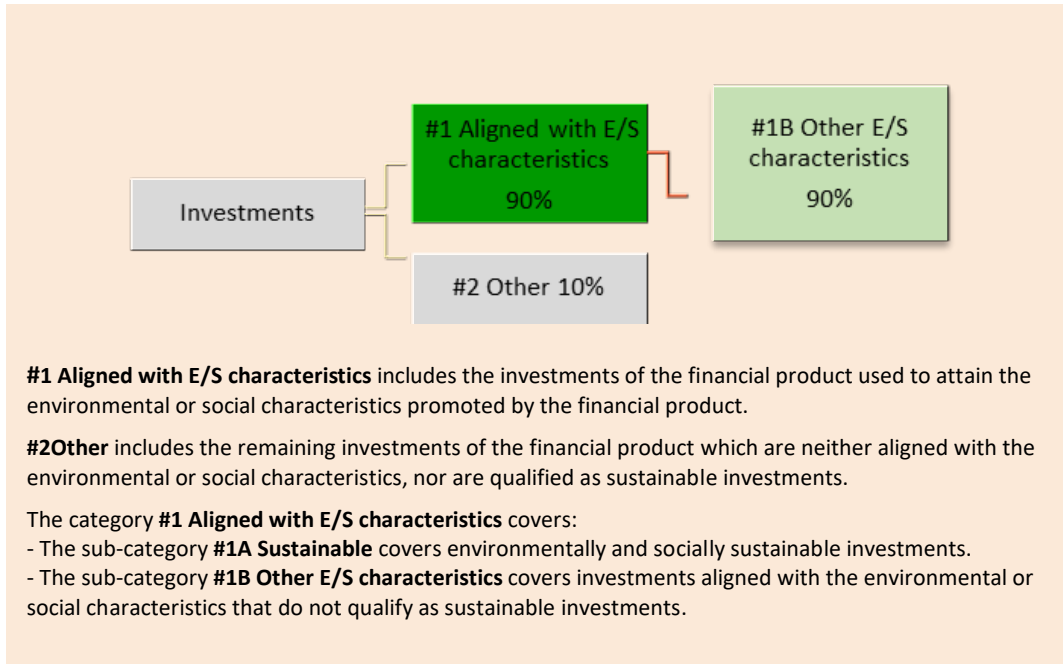 #1 Aligned with E/S
characteristics
90%
#1B Other E/S
characteristics
90%
Investments
#2 Other 10%
#1 Aligned with E/S characteristics includes the investments of the financial product used to attain the
environmental or social characteristics promoted by the financial product.
#2Other includes the remaining investments of the financial product which are neither aligned with the
environmental or social characteristics, nor are qualified as sustainable investments.
The category #1 Aligned with E/S characteristics covers:
- The sub-category #1A Sustainable covers environmentally and socially sustainable investments.
- The sub-category #1B Other E/S characteristics covers investments aligned with the environmental or
social characteristics that do not qualify as sustainable investments.